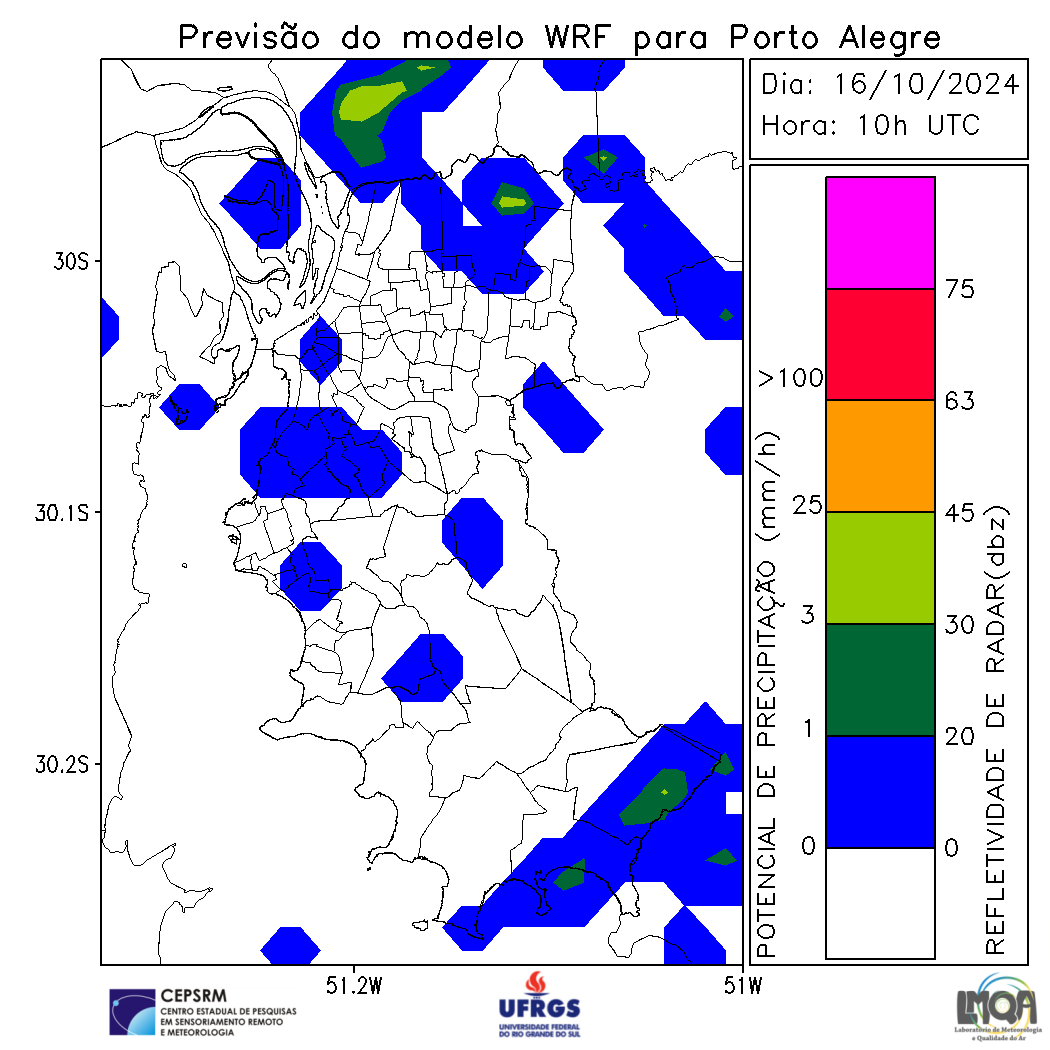 Previsão do modelo WRF para Porto Alegre
Dia: 16/10/2024
Hora: 10h UTC
30S
30.1S
30.2S
51.2W
51W
POTENCIAL DE PRECIPITAÇÃO (mm/h)
>100
25
3
1
0
75
63
45
30
20
0
REFLETIVIDADE DE RADAR(dbz)
CEPSRM
CENTRO ESTADUAL DE PESQUISAS
EM SENSORIAMENTO REMOTO
E METEOROLOGIA
UFRGS
UNIVERSIDADE FEDERAL
DO RIO GRANDE DO SUL
LMQA
Laboratório de Meteorologia
e Qualidade do Ar